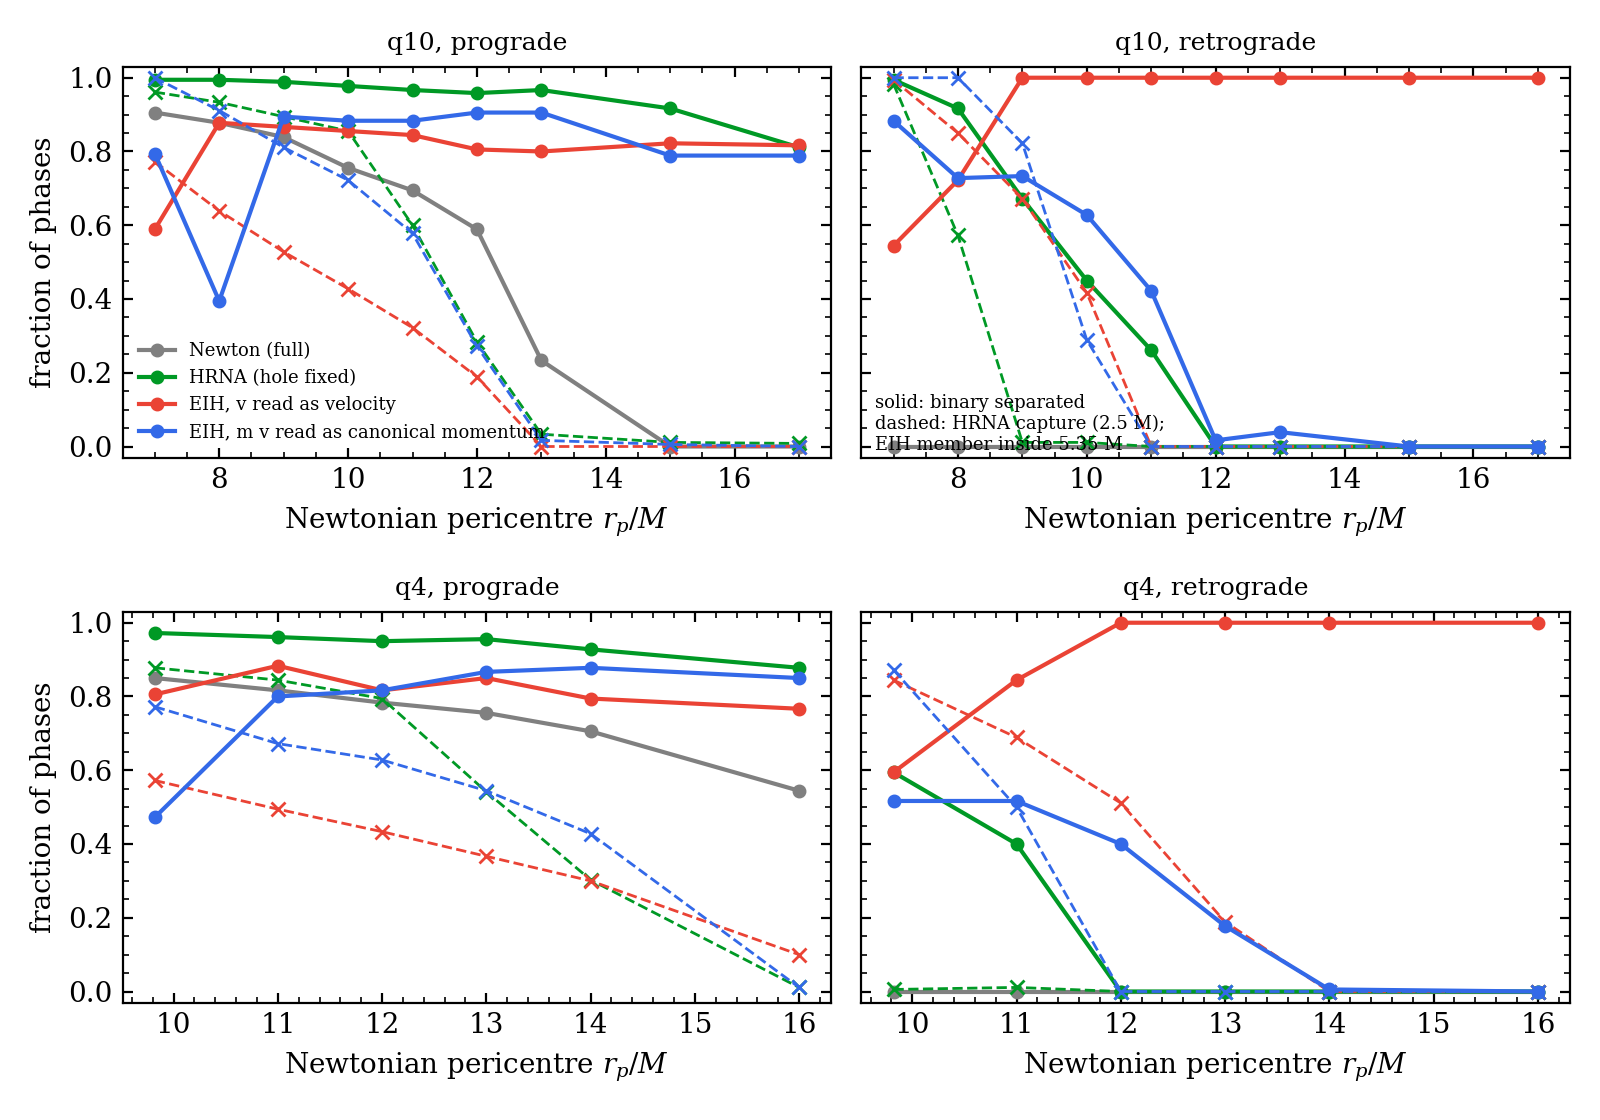 q10, prograde
q10, retrograde
1.0
0.8
0.6
0.4
0.2
0.0
fraction of phases
Newton (full)
HRNA (hole fixed)
EIH, v read as velocity
EIH, m v read as canonical momentum
solid: binary separated
dashed: HRNA capture (2.5 M);
EIH member inside 5.35 M
8 10 12 14 16
8 10 12 14 16
Newtonian pericentre r_p/M
Newtonian pericentre r_p/M
q4, prograde
q4, retrograde
1.0
0.8
0.6
0.4
0.2
0.0
fraction of phases
10 11 12 13 14 15 16
10 11 12 13 14 15 16
Newtonian pericentre r_p/M
Newtonian pericentre r_p/M